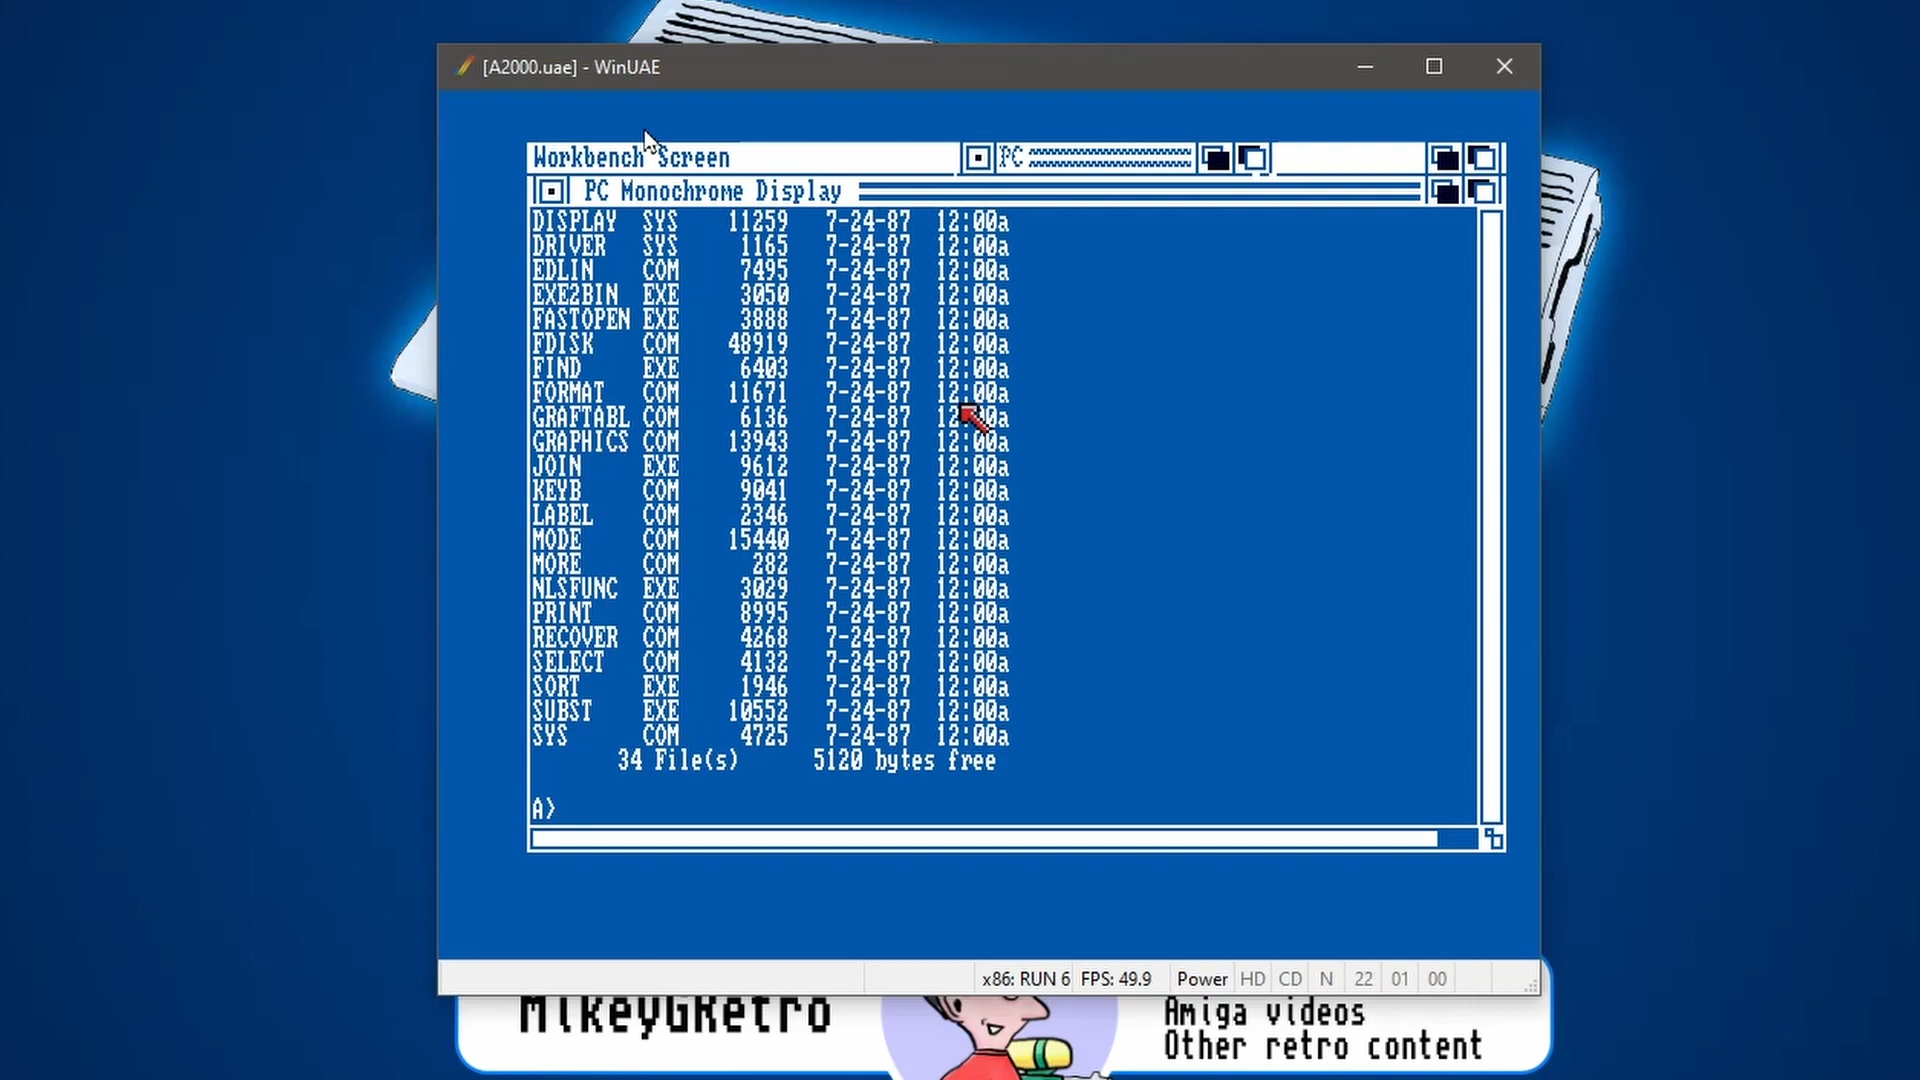 [A2000.uae] - WinUAE
Workbench Screen
PC
PC Monochrome Display
DISPLAY SYS 11259 7-24-87 12:00a
DRIVER SYS 1165 7-24-87 12:00a
EDLIN COM 7495 7-24-87 12:00a
EXE2BIN EXE 3050 7-24-87 12:00a
FASTOPEN EXE 3888 7-24-87 12:00a
FDISK COM 48919 7-24-87 12:00a
FIND EXE 6403 7-24-87 12:00a
FORMAT COM 11671 7-24-87 12:00a
GRAFTABL COM 6136 7-24-87 12:00a
GRAPHICS COM 13943 7-24-87 12:00a
JOIN EXE 9612 7-24-87 12:00a
KEYB COM 9041 7-24-87 12:00a
LABEL COM 2346 7-24-87 12:00a
MODE COM 15440 7-24-87 12:00a
MORE COM 282 7-24-87 12:00a
NLSFUNC EXE 3029 7-24-87 12:00a
PRINT COM 8995 7-24-87 12:00a
RECOVER COM 4268 7-24-87 12:00a
SELECT COM 4132 7-24-87 12:00a
SORT EXE 1946 7-24-87 12:00a
SUBST EXE 10552 7-24-87 12:00a
SYS COM 4725 7-24-87 12:00a
34 File(s) 5120 bytes free
A>
x86: RUN 6 FPS: 49.9 Power HD CD N 22 01 00
MikeyGRetro
Amiga videos
Other retro content